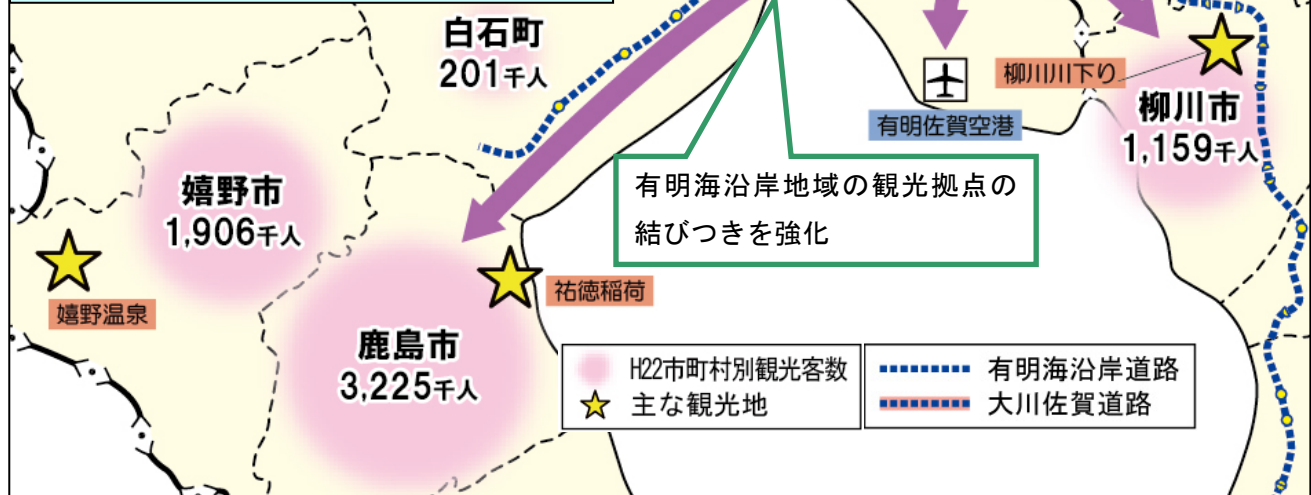 白石町
201千人
柳川川下り
有明佐賀空港
柳川市
1,159千人
有明海沿岸地域の観光拠点の
結びつきを強化
嬉野市
1,906千人
嬉野温泉
祐徳稲荷
鹿島市
3,225千人
H22市町村別観光客数
主な観光地
有明海沿岸道路
大川佐賀道路